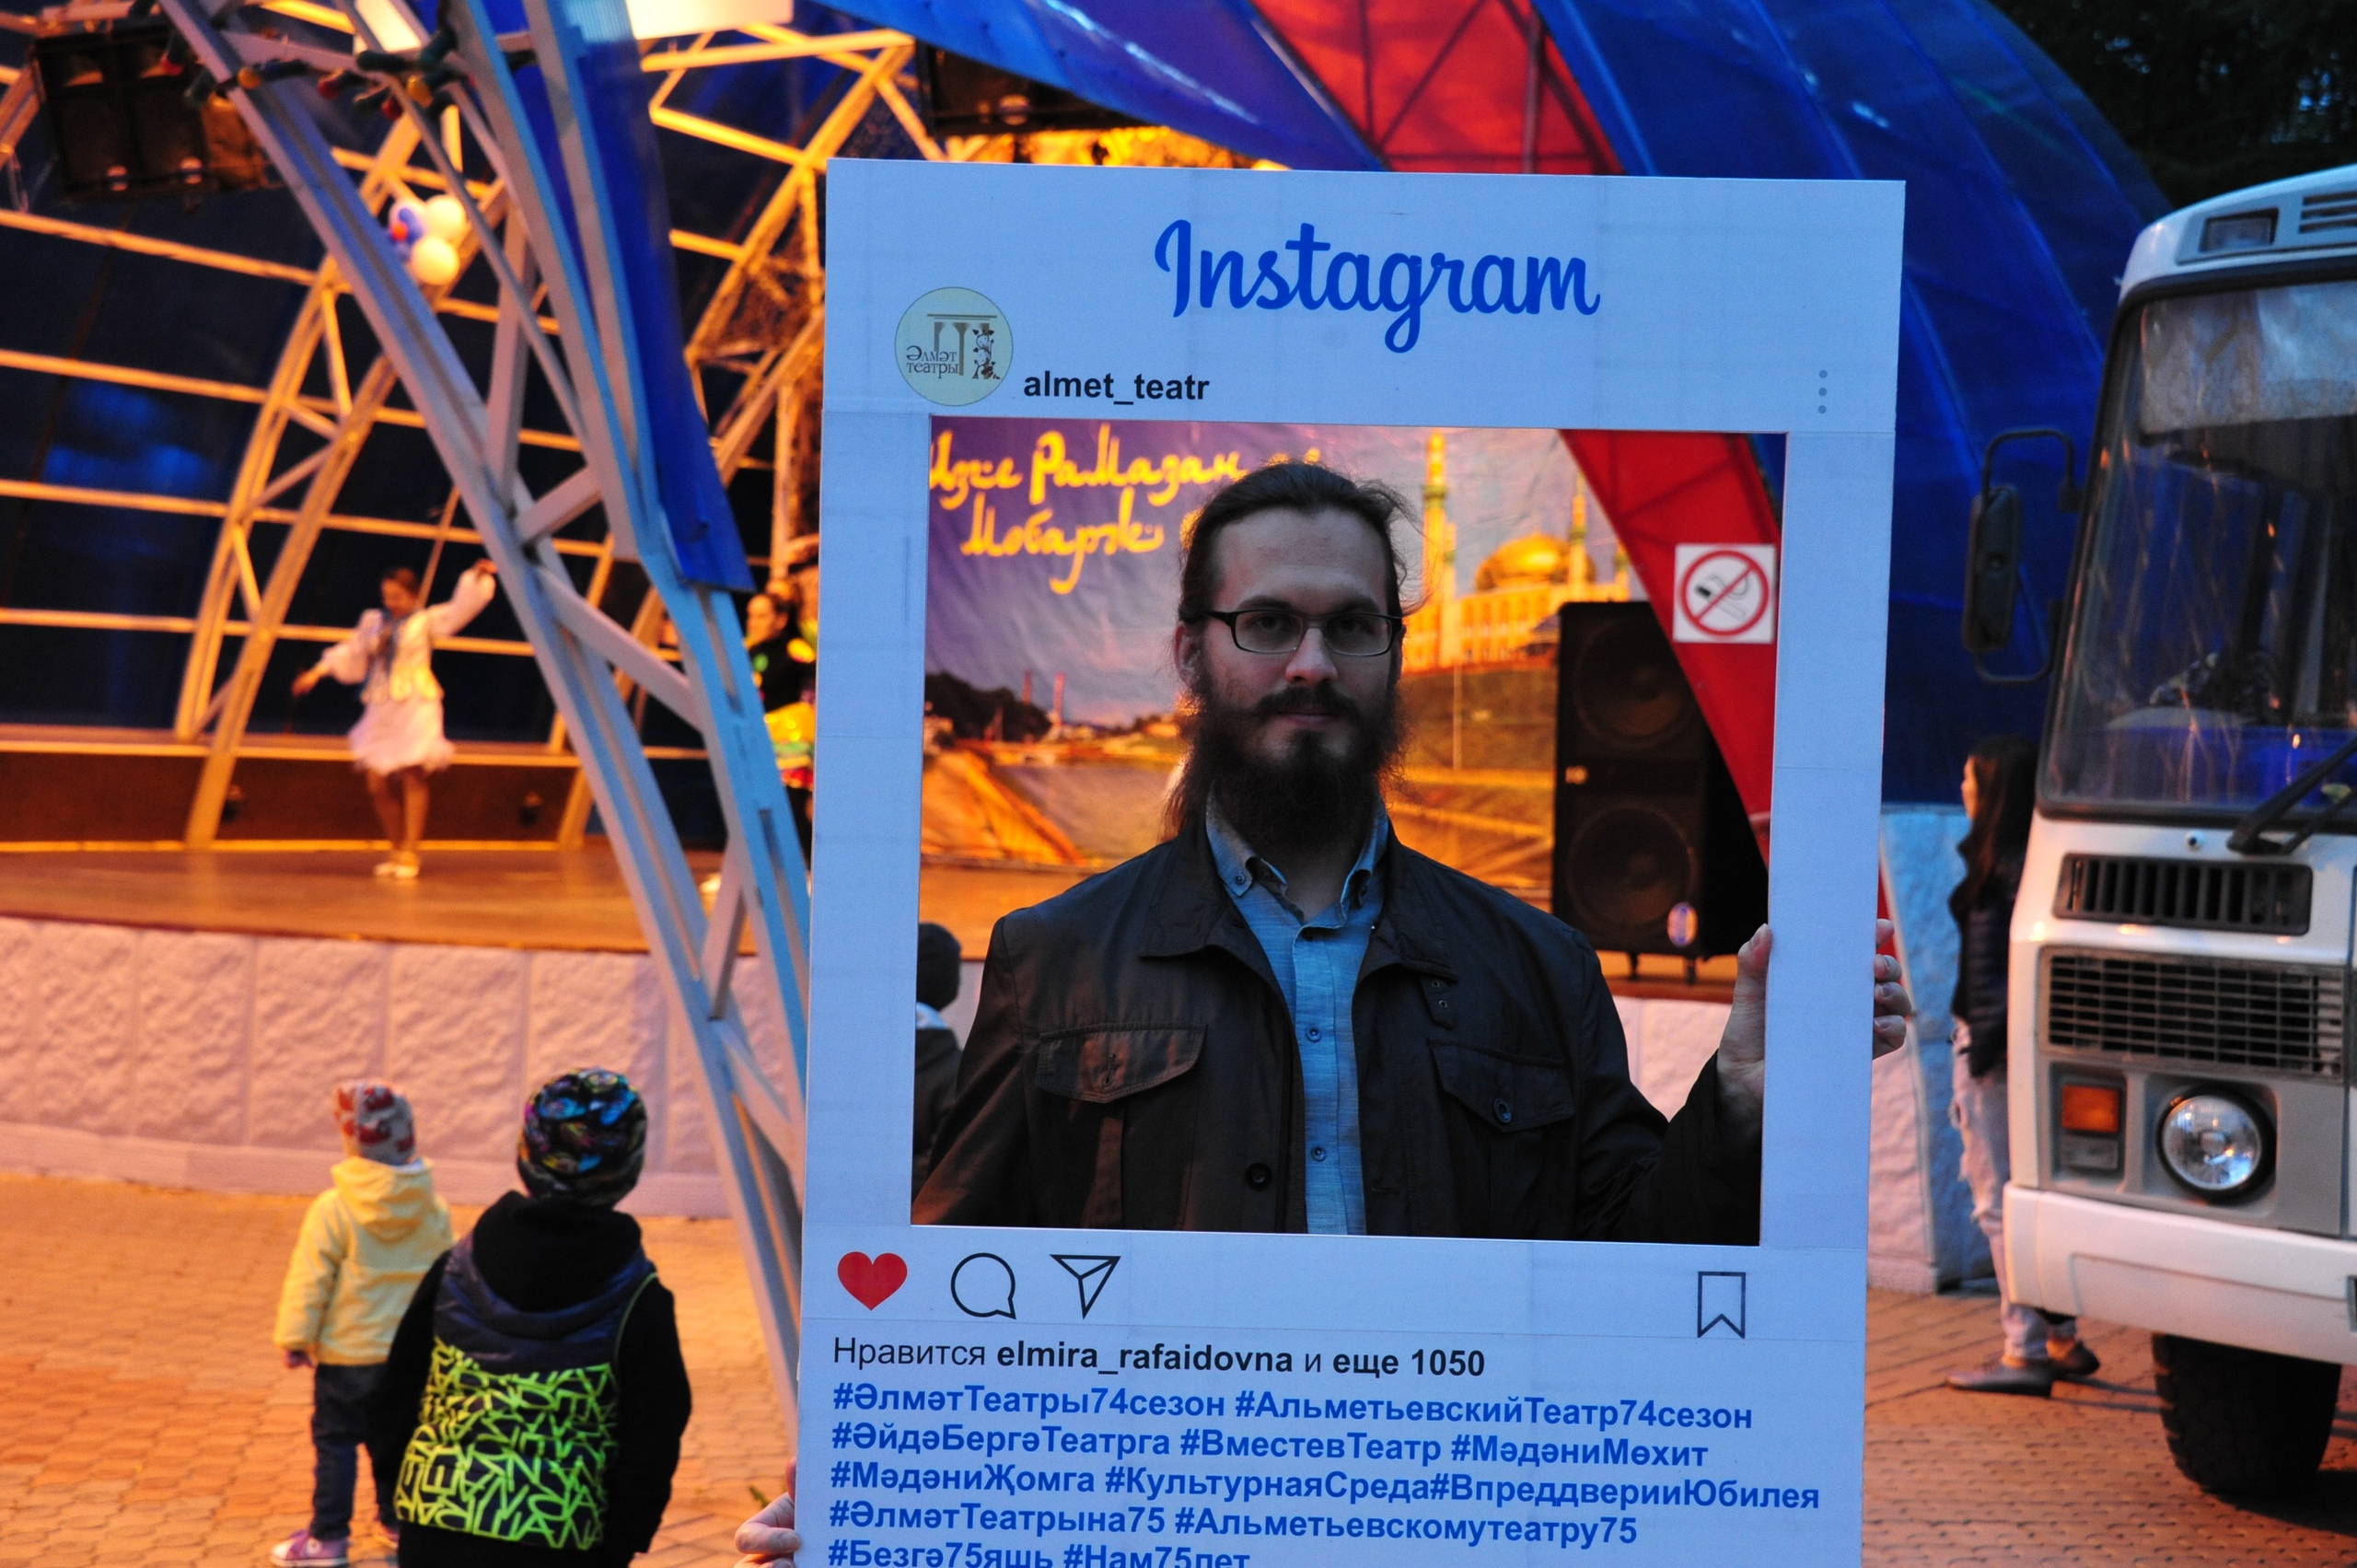 Instagram
Әлмәт
театры
almet_teatr
Рамазан
Мобарәк
Нравится elmira_rafaidovna и еще 1050
#ӘлмәтТеатры74сезон #АльметьевскийТеатр74сезон
#ӘйдәБергәТеатрга #ВместевТеатр #МәдәниМөхит
#МәдәниҖомга #КультурнаяСреда#ВпреддверииЮбилея
#ӘлмәтТеатрына75 #Альметьевскомутеатру75
#Безгә75яшь #Нам75лет